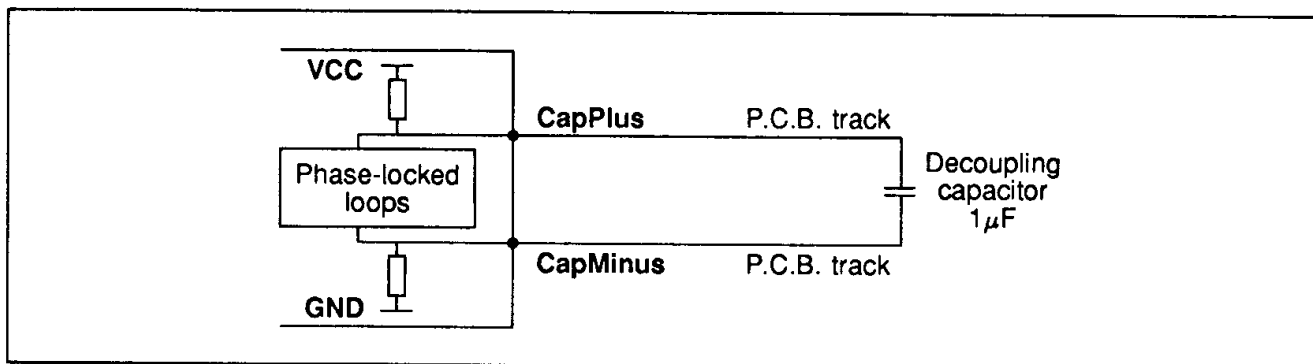 VCC
CapPlus
P.C.B. track
Phase-locked
loops
Decoupling
capacitor
1μF
CapMinus
P.C.B. track
GND